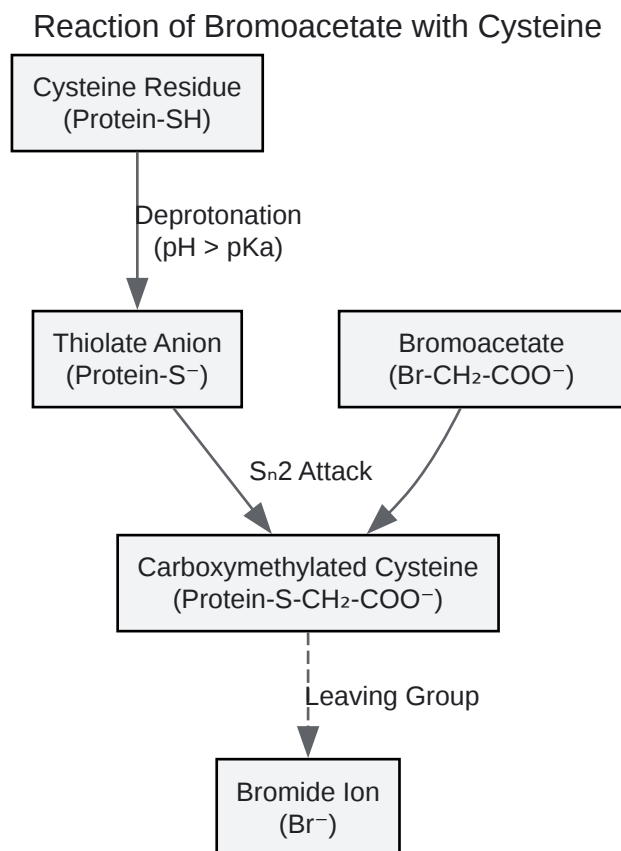 Reaction of Bromoacetate with Cysteine
Cysteine Residue
(Protein-SH)
Deprotonation
(pH > pKa)
Thiolate Anion
(Protein-S⁻)
Bromoacetate
(Br-CH₂-COO⁻)
Sₙ2 Attack
Carboxymethylated Cysteine
(Protein-S-CH₂-COO⁻)
Leaving Group
Bromide Ion
(Br⁻)